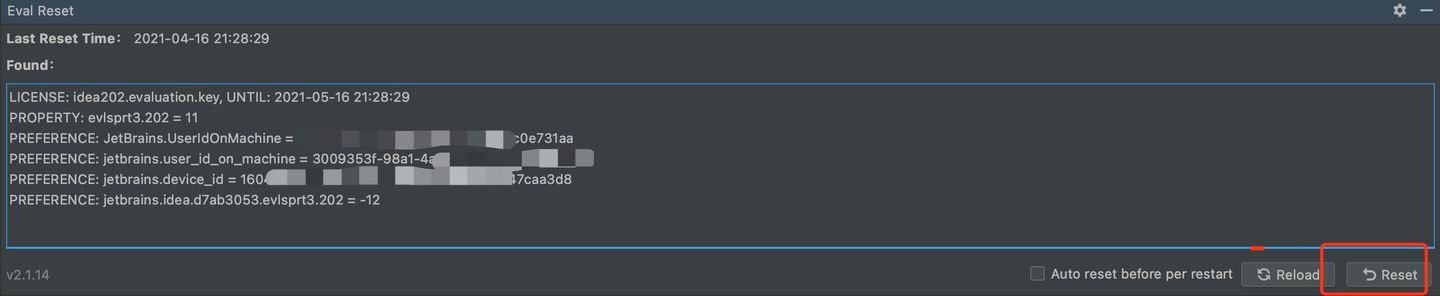 Eval Reset
Last Reset Time： 2021-04-16 21:28:29
Found：
LICENSE: idea202.evaluation.key, UNTIL: 2021-05-16 21:28:29
PROPERTY: evlsprt3.202 = 11
PREFERENCE: JetBrains.UserIdOnMachine = c0e731aa
PREFERENCE: jetbrains.user_id_on_machine = 3009353f-98a1-4a
PREFERENCE: jetbrains.device_id = 160 47caa3d8
PREFERENCE: jetbrains.idea.d7ab3053.evlsprt3.202 = -12
v2.1.14 Auto reset before per restart Reload Reset